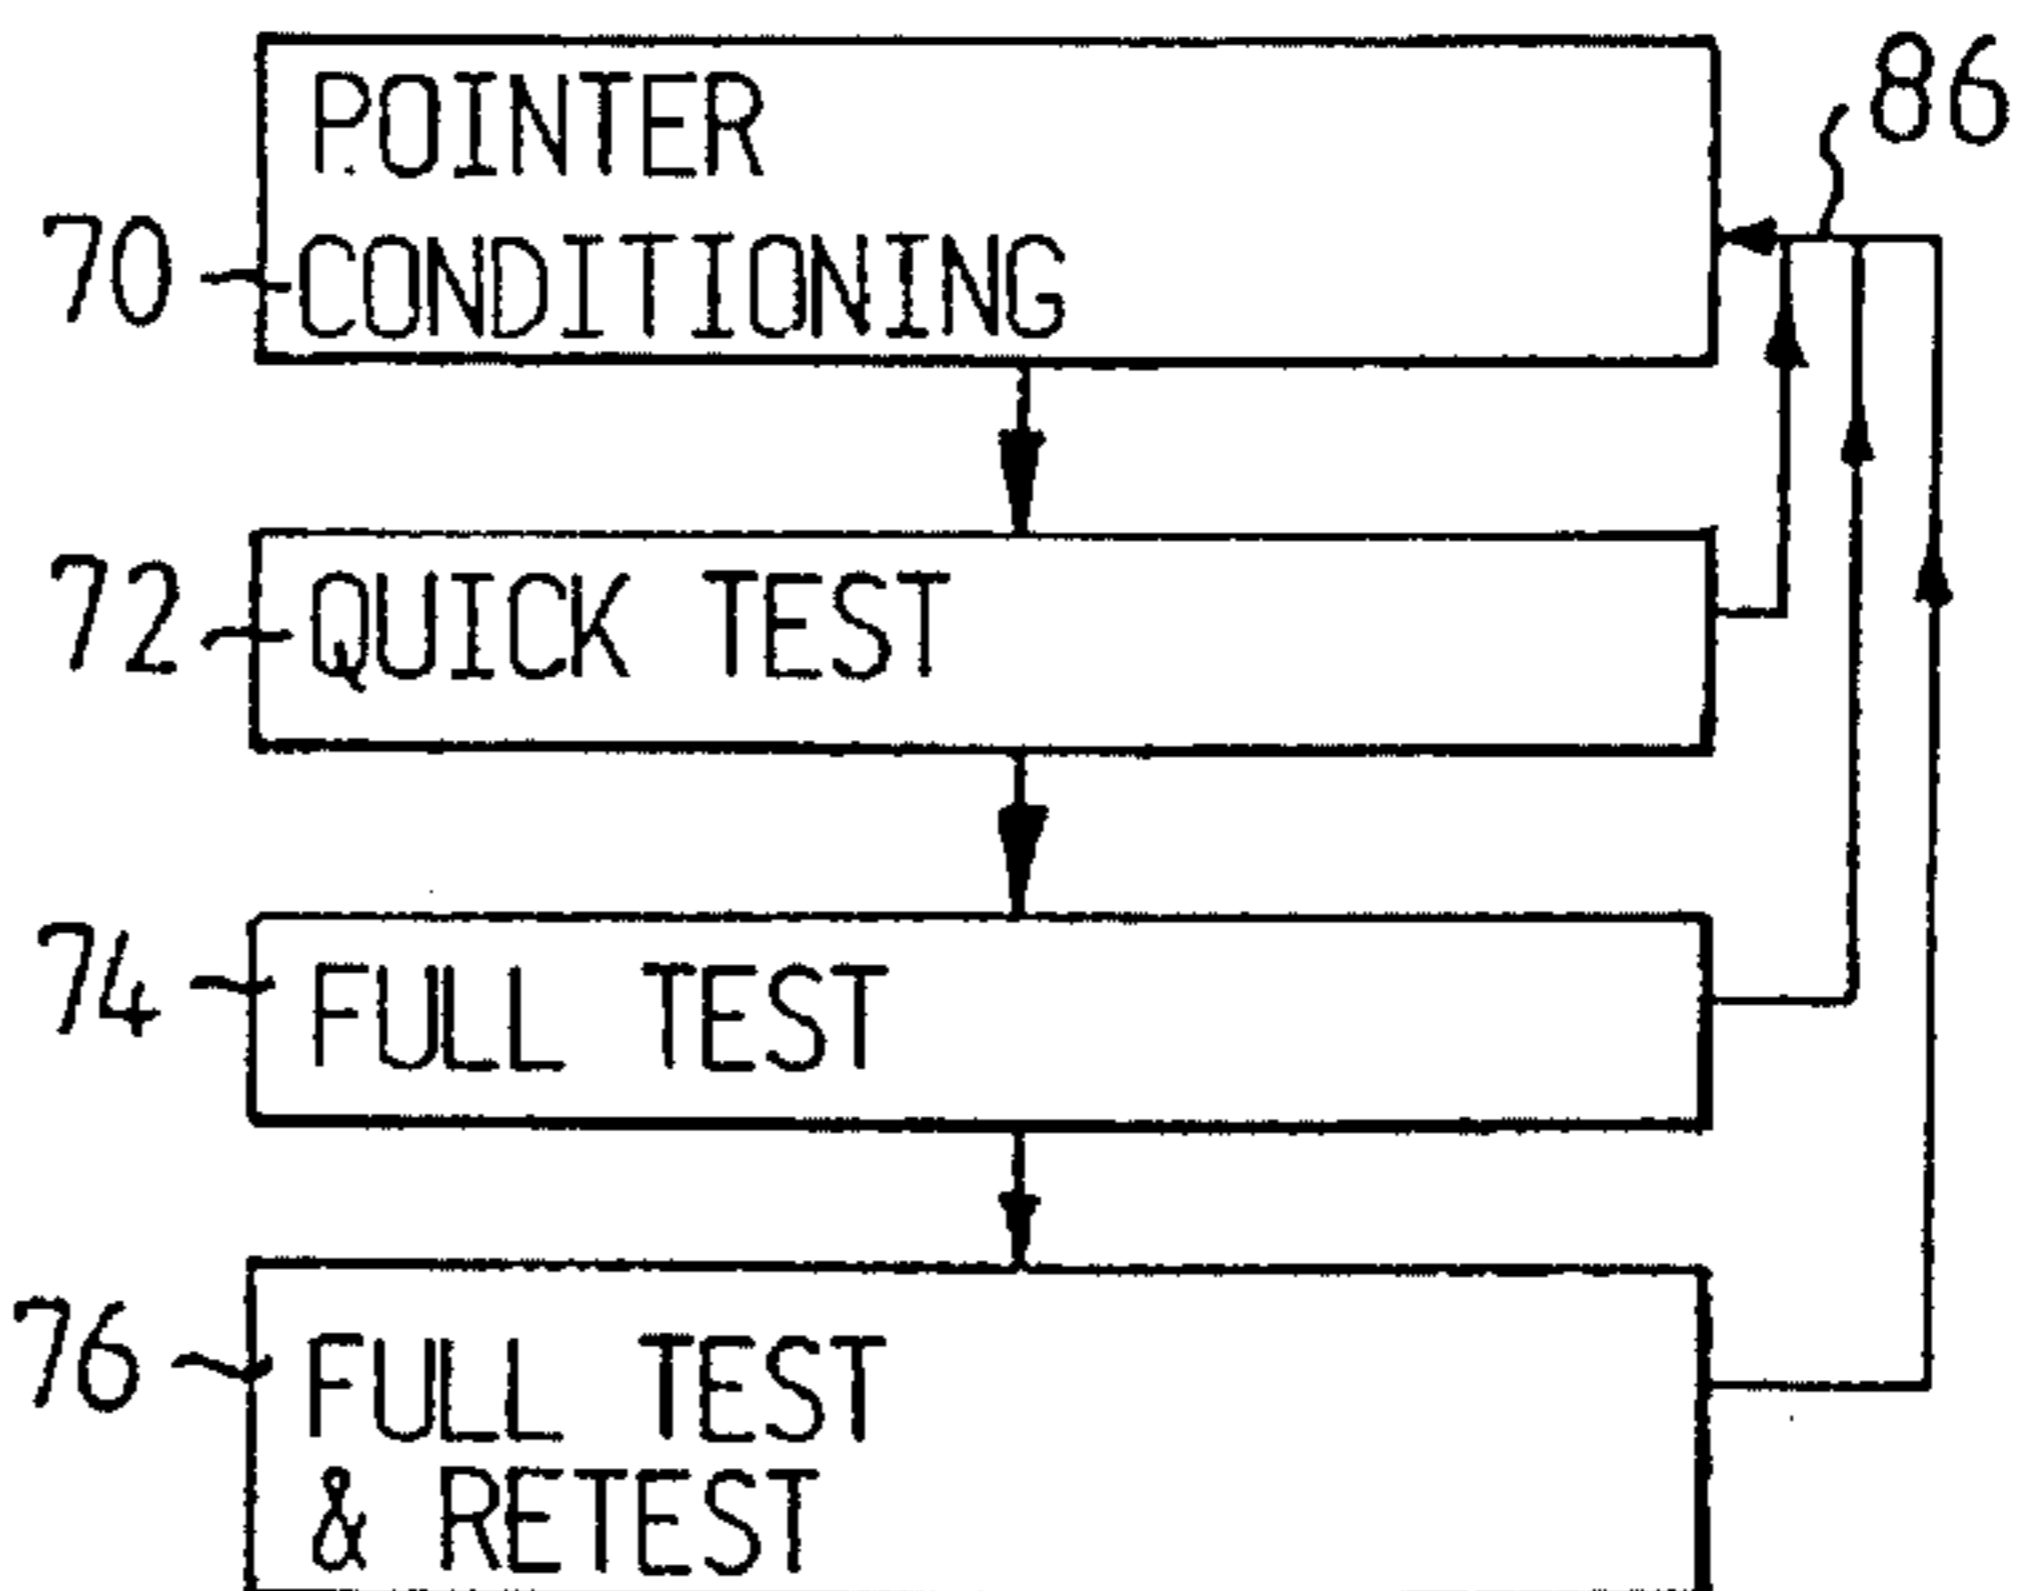 POINTER
86
70
CONDITIONING
72
QUICK TEST
74
FULL TEST
76
FULL TEST
& RETEST